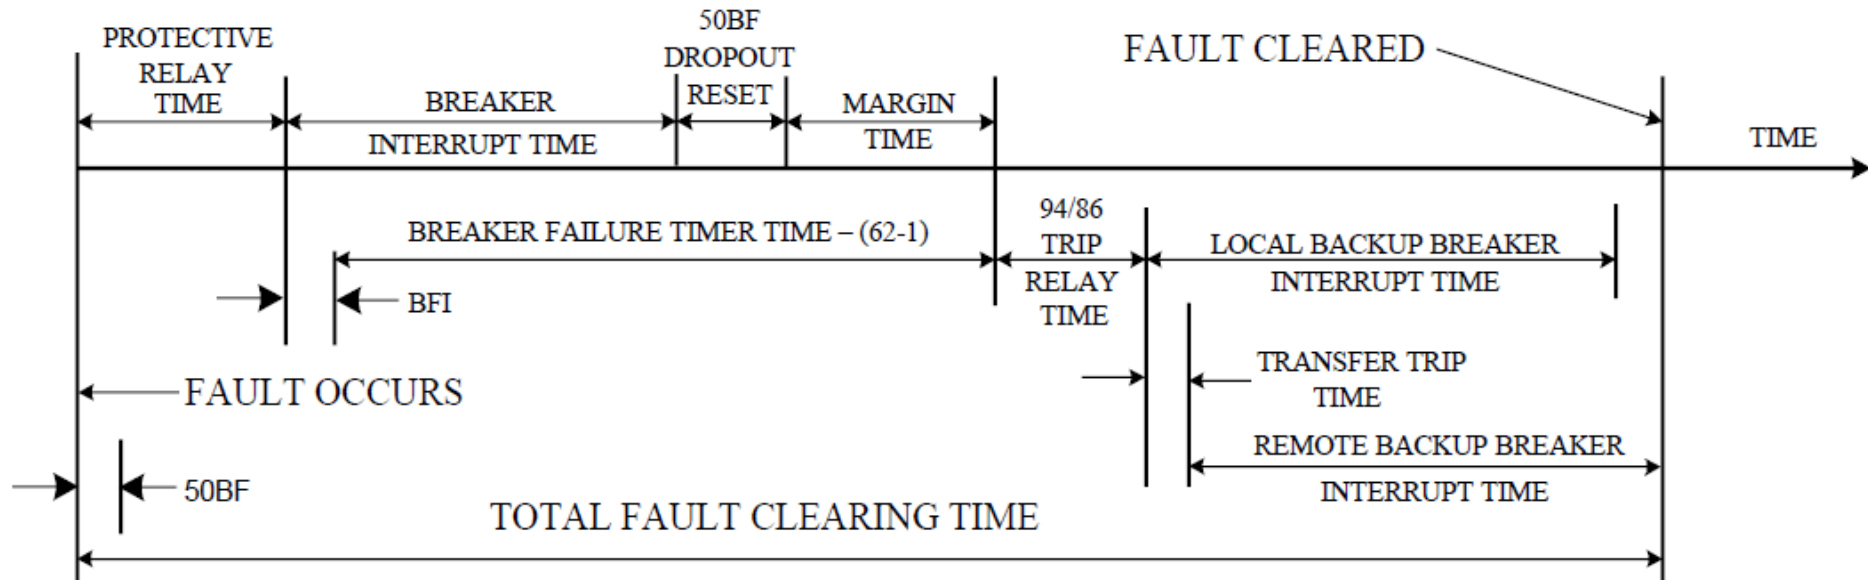 PROTECTIVE
RELAY
TIME
BREAKER
INTERRUPT TIME
50BF
DROPOUT
RESET
MARGIN
TIME
FAULT CLEARED
TIME
BREAKER FAILURE TIMER TIME – (62-1)
94/86
TRIP
RELAY
TIME
LOCAL BACKUP BREAKER
INTERRUPT TIME
BFI
TRANSFER TRIP
TIME
FAULT OCCURS
REMOTE BACKUP BREAKER
INTERRUPT TIME
50BF
TOTAL FAULT CLEARING TIME